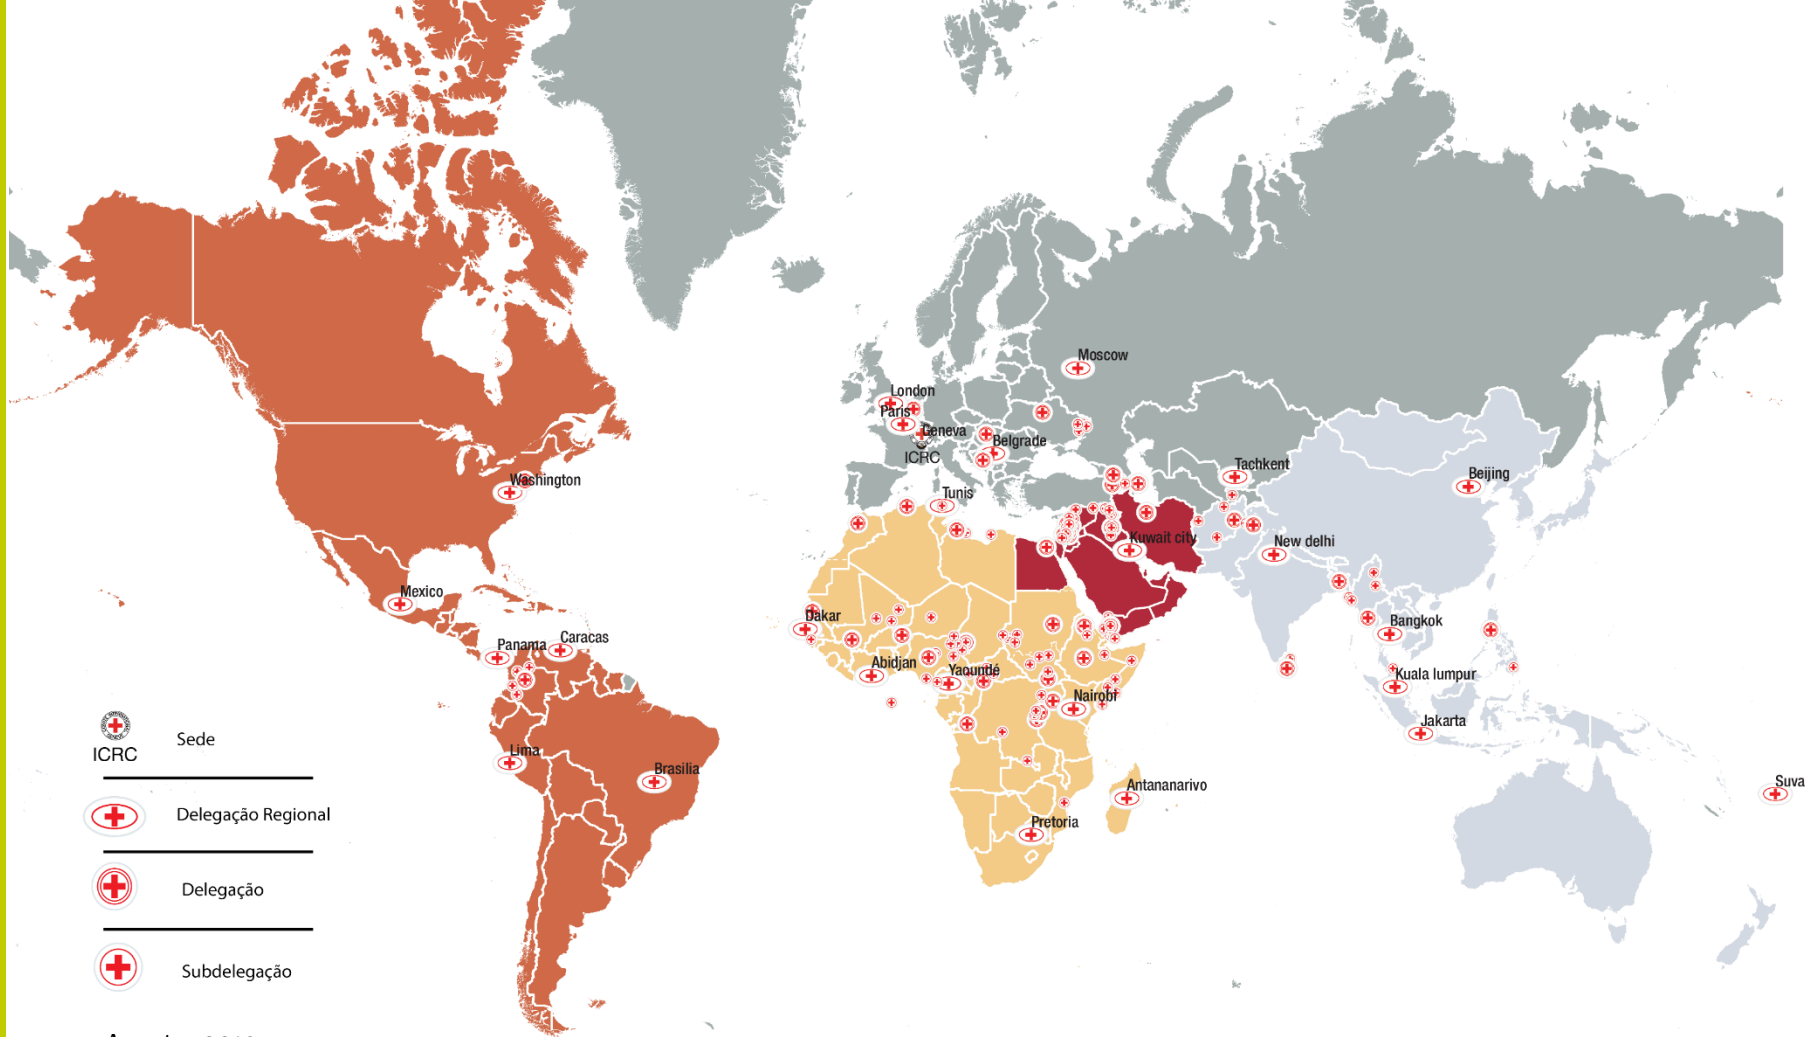 Moscow
London
Paris
Geneva
Belgrade
ICRC
Tachkent
Beijing
Washington
Tunis
Kuwait city
New delhi
Mexico
Dakar
Bangkok
Panama
Caracas
Abidjan
Yaoundé
Kuala lumpur
Nairobi
Jakarta
Lima
Brasilia
Antananarivo
Suva
Pretoria
ICRC
Sede
Delegação Regional
Delegação
Subdelegação